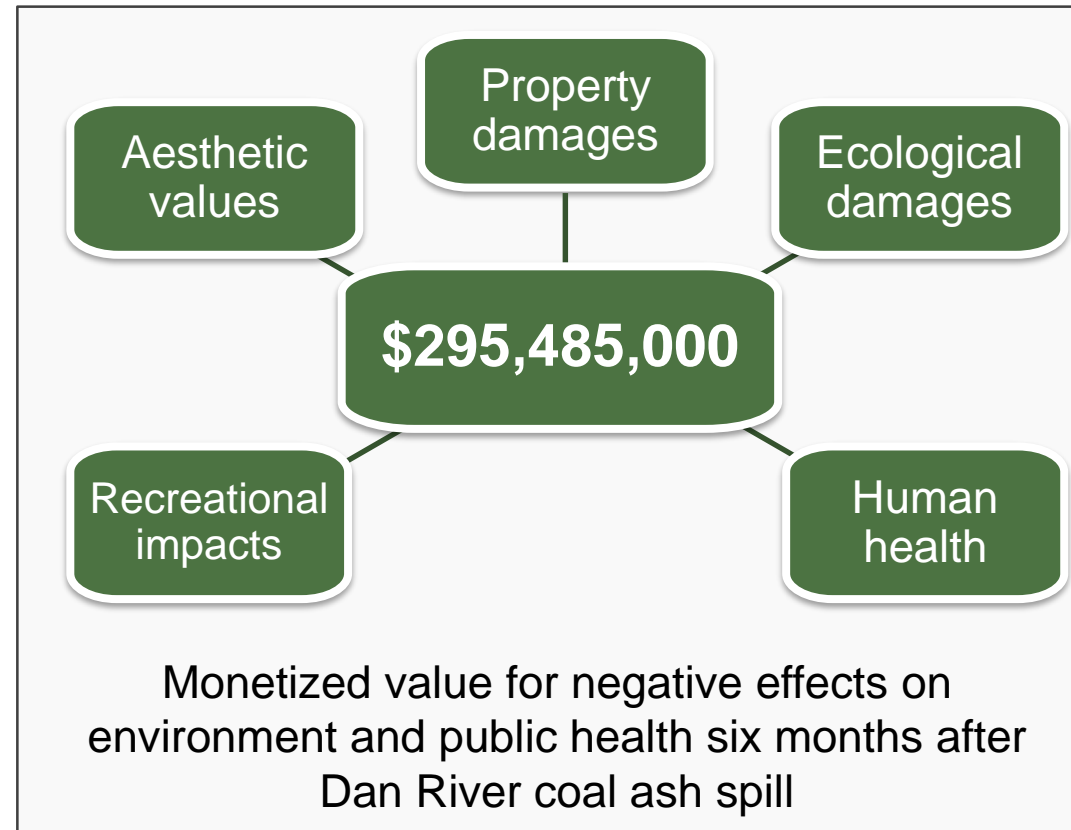 Property
damages
Aesthetic
values
Ecological
damages
$295,485,000
Recreational
impacts
Human
health
Monetized value for negative effects on
environment and public health six months after
Dan River coal ash spill